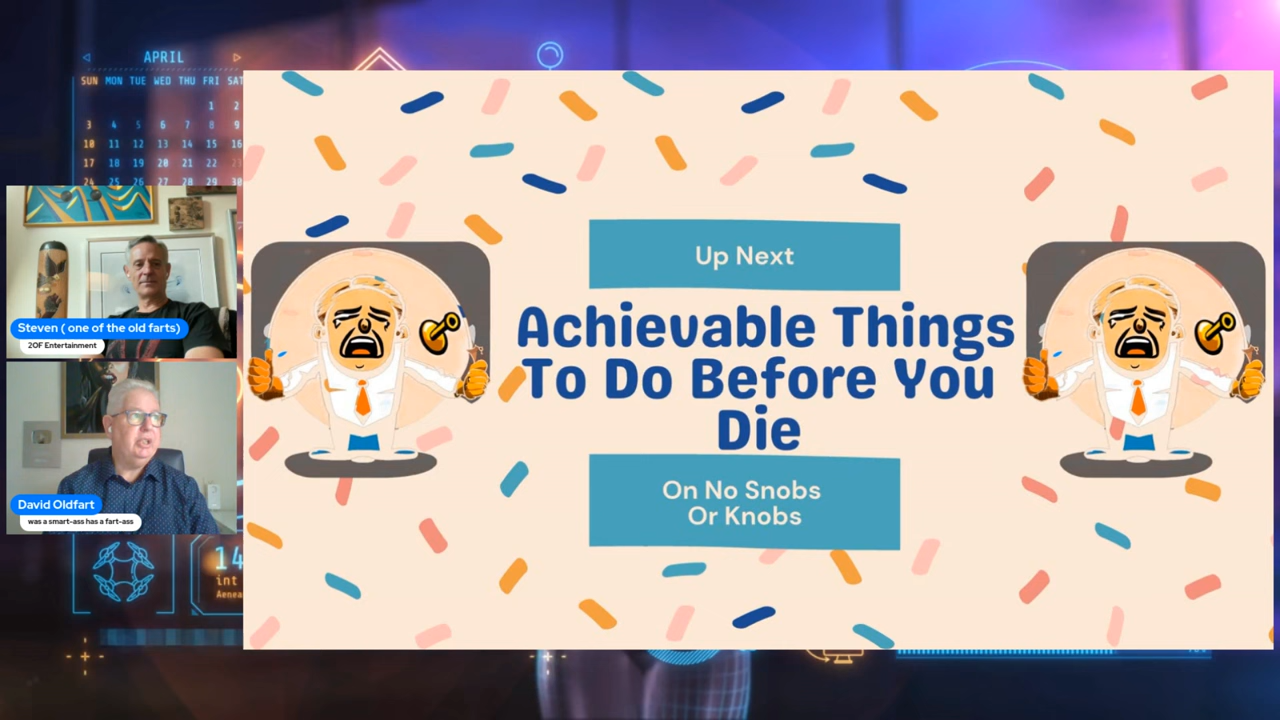 APRIL
SUN MON TUE WED THU FRI SAT
1 2
3 4 5 6 7 8 9
10 11 12 13 14 15 16
17 18 19 20 21 22
24 25 26 27 28 29 30
Steven ( one of the old farts)
2OF Entertainment
David Oldfart
was a smart-ass has a fart-ass
14
int
Aenea
Up Next
Achievable Things
To Do Before You
Die
On No Snobs
Or Knobs